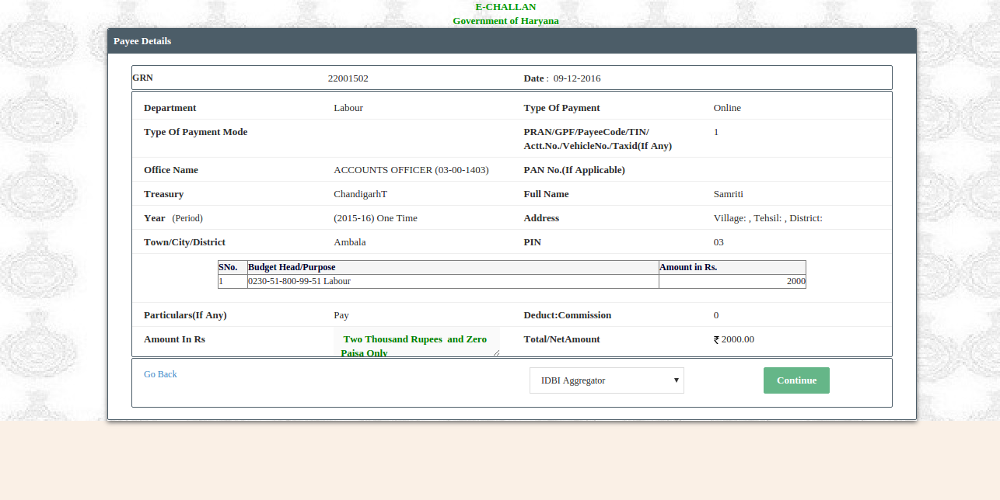 E-CHALLAN
Government of Haryana
Payee Details
GRN 22001502 Date : 09-12-2016
Department Labour Type Of Payment Online
Type Of Payment Mode PRAN/GPF/PayeeCode/TIN/ 1
Actt.No./VehicleNo./Taxid(If Any)
Office Name ACCOUNTS OFFICER (03-00-1403) PAN No.(If Applicable)
Treasury ChandigarhT Full Name Samriti
Year (Period) (2015-16) One Time Address Village: , Tehsil: , District:
Town/City/District Ambala PIN 03
SNo. Budget Head/Purpose Amount in Rs.
1 0230-51-800-99-51 Labour 2000
Particulars(If Any) Pay Deduct:Commission 0
Amount In Rs Two Thousand Rupees and Zero Total/NetAmount ₹ 2000.00
Paisa Only
Go Back IDBI Aggregator Continue